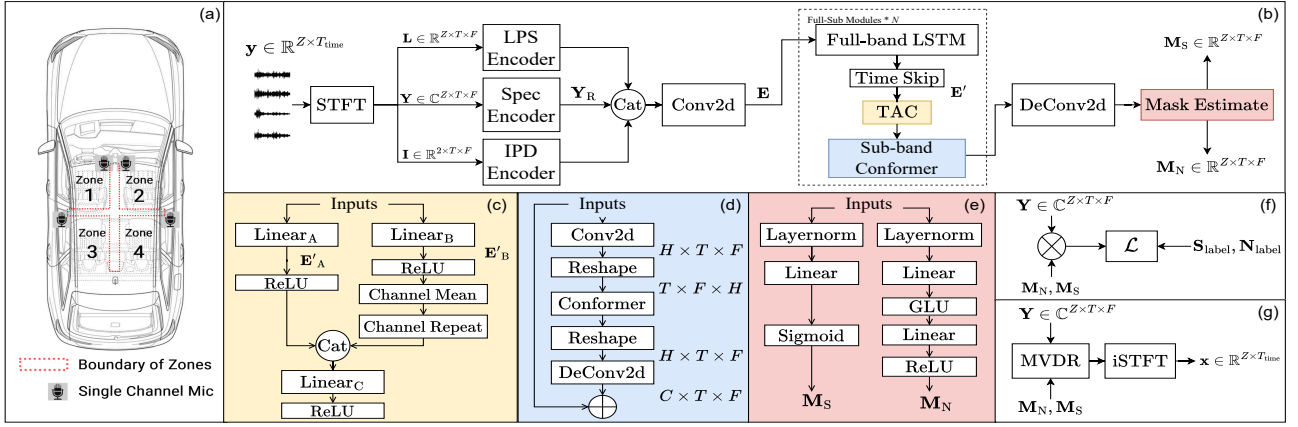 (a)
Zone
1
Zone
2
Zone
3
Zone
4
Boundary of Zones
Single Channel Mic
(b)
y ∈ ℝ^{Z×T_time}
STFT
L ∈ ℝ^{Z×T×F}
LPS
Encoder
Y ∈ ℂ^{Z×T×F}
Spec
Encoder
Y_R
I ∈ ℝ^{2×T×F}
IPD
Encoder
Cat
Conv2d
E
Full-Sub Modules * N
Full-band LSTM
Time Skip
E′
TAC
Sub-band
Conformer
DeConv2d
M_S ∈ ℝ^{Z×T×F}
Mask Estimate
M_N ∈ ℝ^{Z×T×F}
(c)
Inputs
Linear_A
Linear_B
E′_A
E′_B
ReLU
ReLU
Channel Mean
Channel Repeat
Cat
Linear_C
ReLU
(d)
Inputs
Conv2d
H × T × F
Reshape
T × F × H
Conformer
Reshape
H × T × F
DeConv2d
C × T × F
(e)
Inputs
Layernorm
Linear
Sigmoid
M_S
Layernorm
Linear
GLU
Linear
ReLU
M_N
(f)
Y ∈ ℂ^{Z×T×F}
ℒ
S_label, N_label
M_N, M_S
(g)
Y ∈ ℂ^{Z×T×F}
MVDR
iSTFT
x ∈ ℝ^{Z×T_time}
M_N, M_S